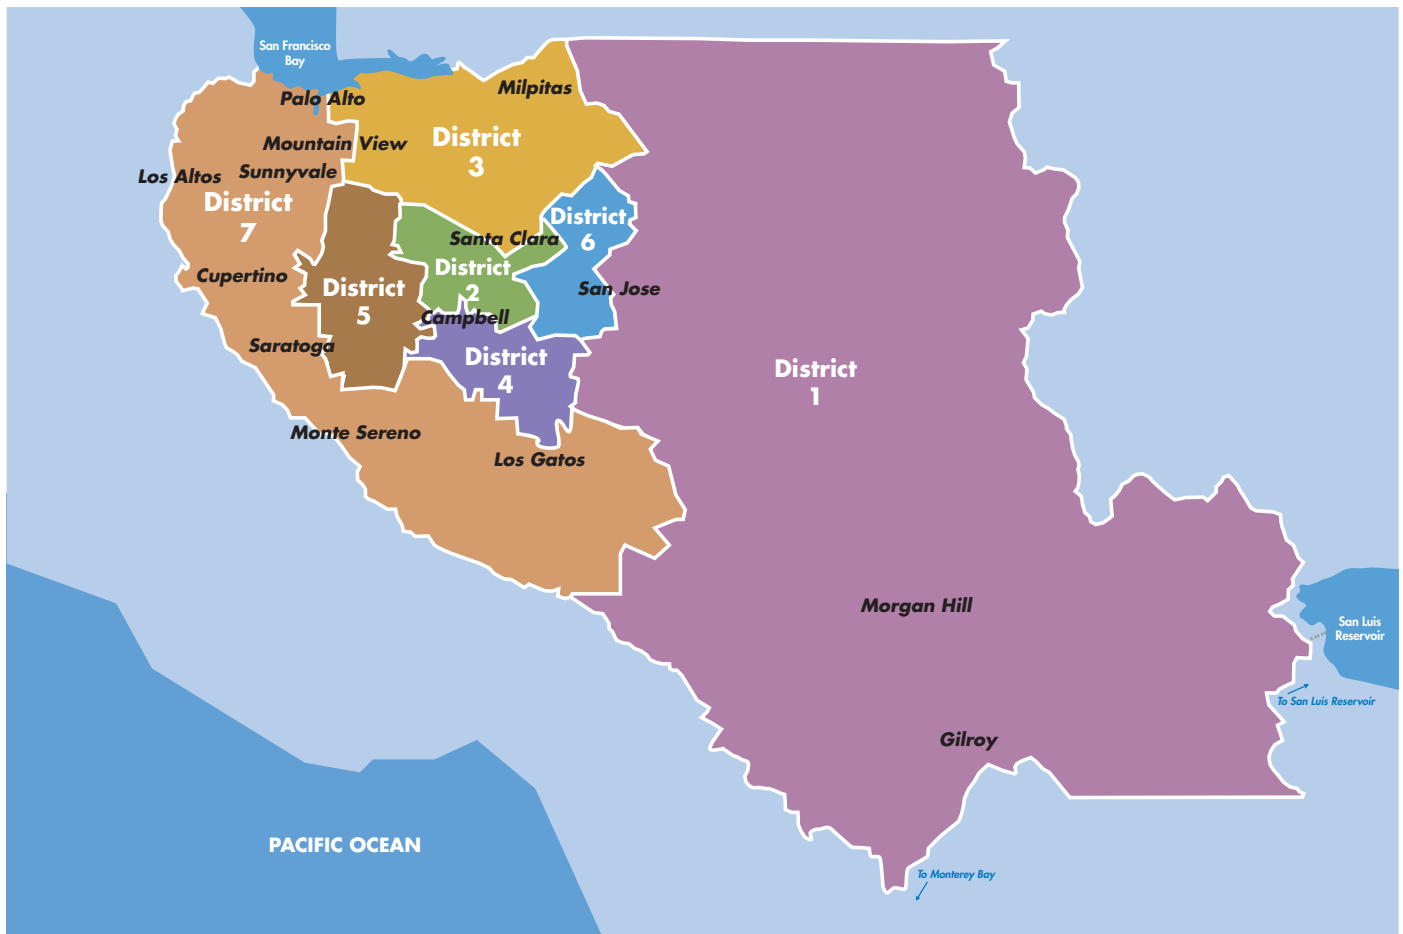 San Francisco
Bay
Milpitas
Palo Alto
District
3
Mountain View
Sunnyvale
Los Altos
District
7
District
6
Santa Clara
District
2
Cupertino
District
5
San Jose
Campbell
Saratoga
District
4
District
1
Monte Sereno
Los Gatos
Morgan Hill
San Luis
Reservoir
To San Luis Reservoir
Gilroy
PACIFIC OCEAN
To Monterey Bay